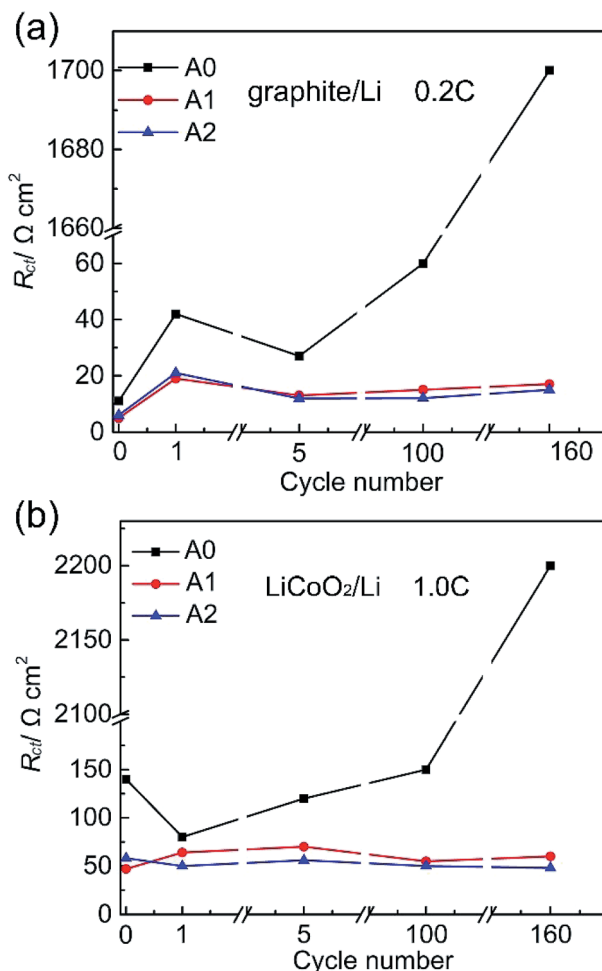 (a)
A0
A1
A2
graphite/Li 0.2C
1700
1680
1660
60
40
20
0
Rct/ Ω cm²
0 1 5 100 160
Cycle number
(b)
A0
A1
A2
LiCoO₂/Li 1.0C
2200
2150
2100
150
100
50
0
Rct/ Ω cm²
0 1 5 100 160
Cycle number